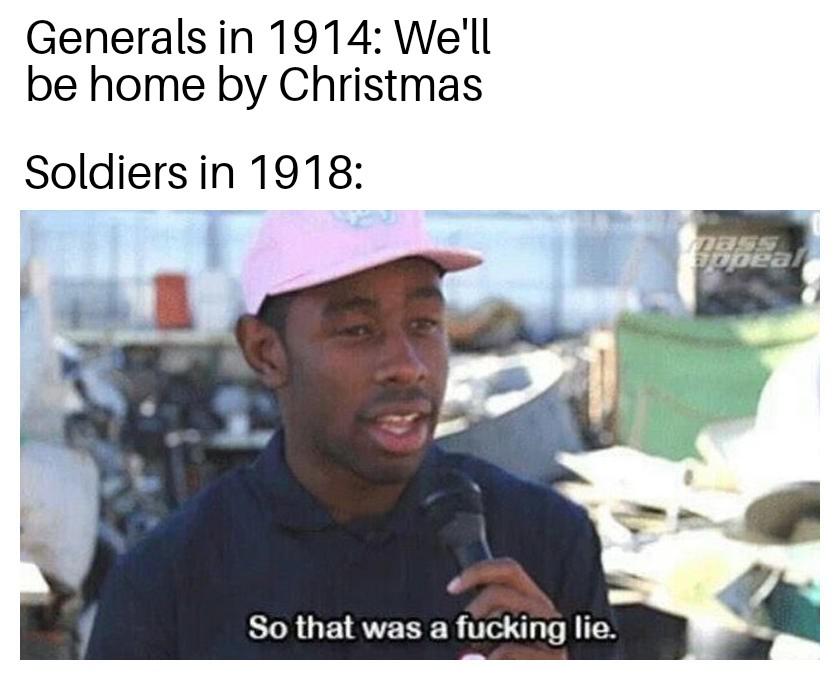 Generals in 1914: We'll
be home by Christmas
Soldiers in 1918:
mass
appeal
So that was a fucking lie.